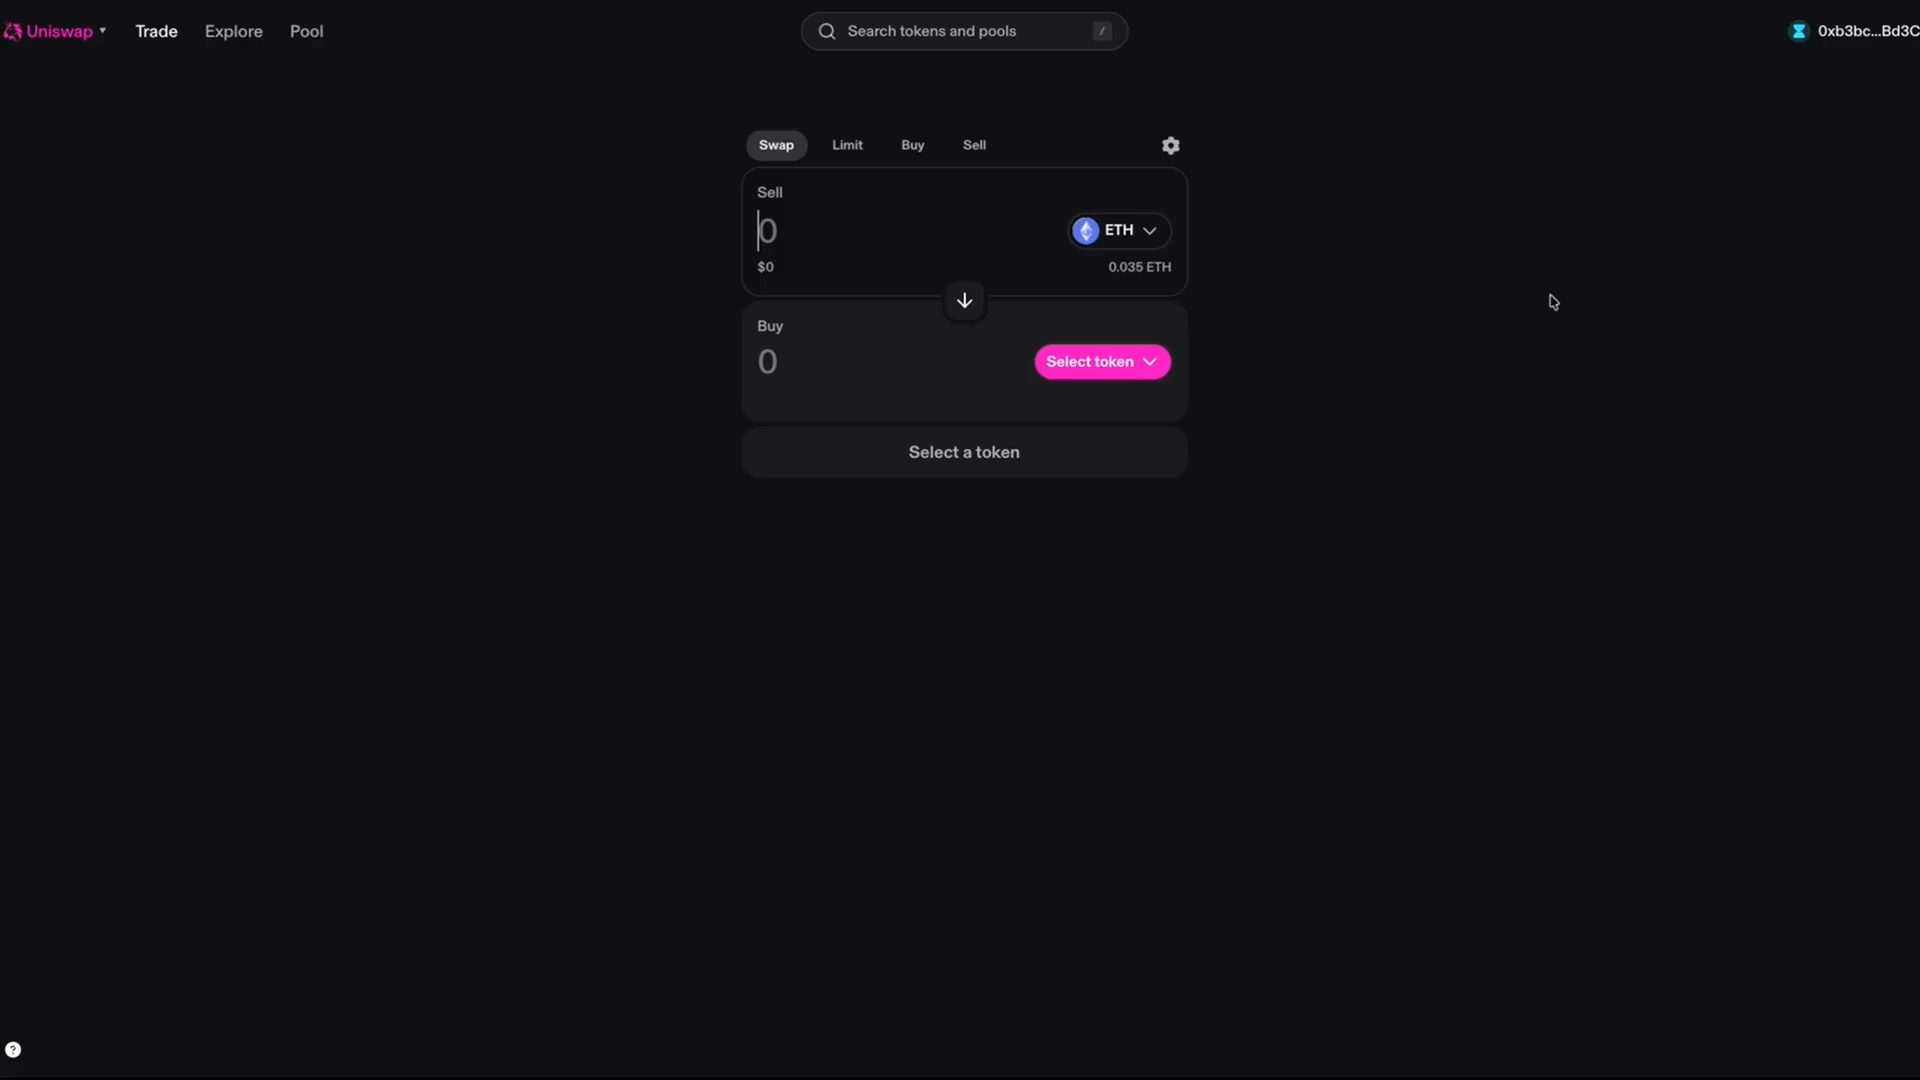 Uniswap Trade Explore Pool Search tokens and pools / 0xb3bc...Bd3C
Swap Limit Buy Sell
Sell
0 ETH
$0 0.035 ETH
Buy
0 Select token
Select a token
?